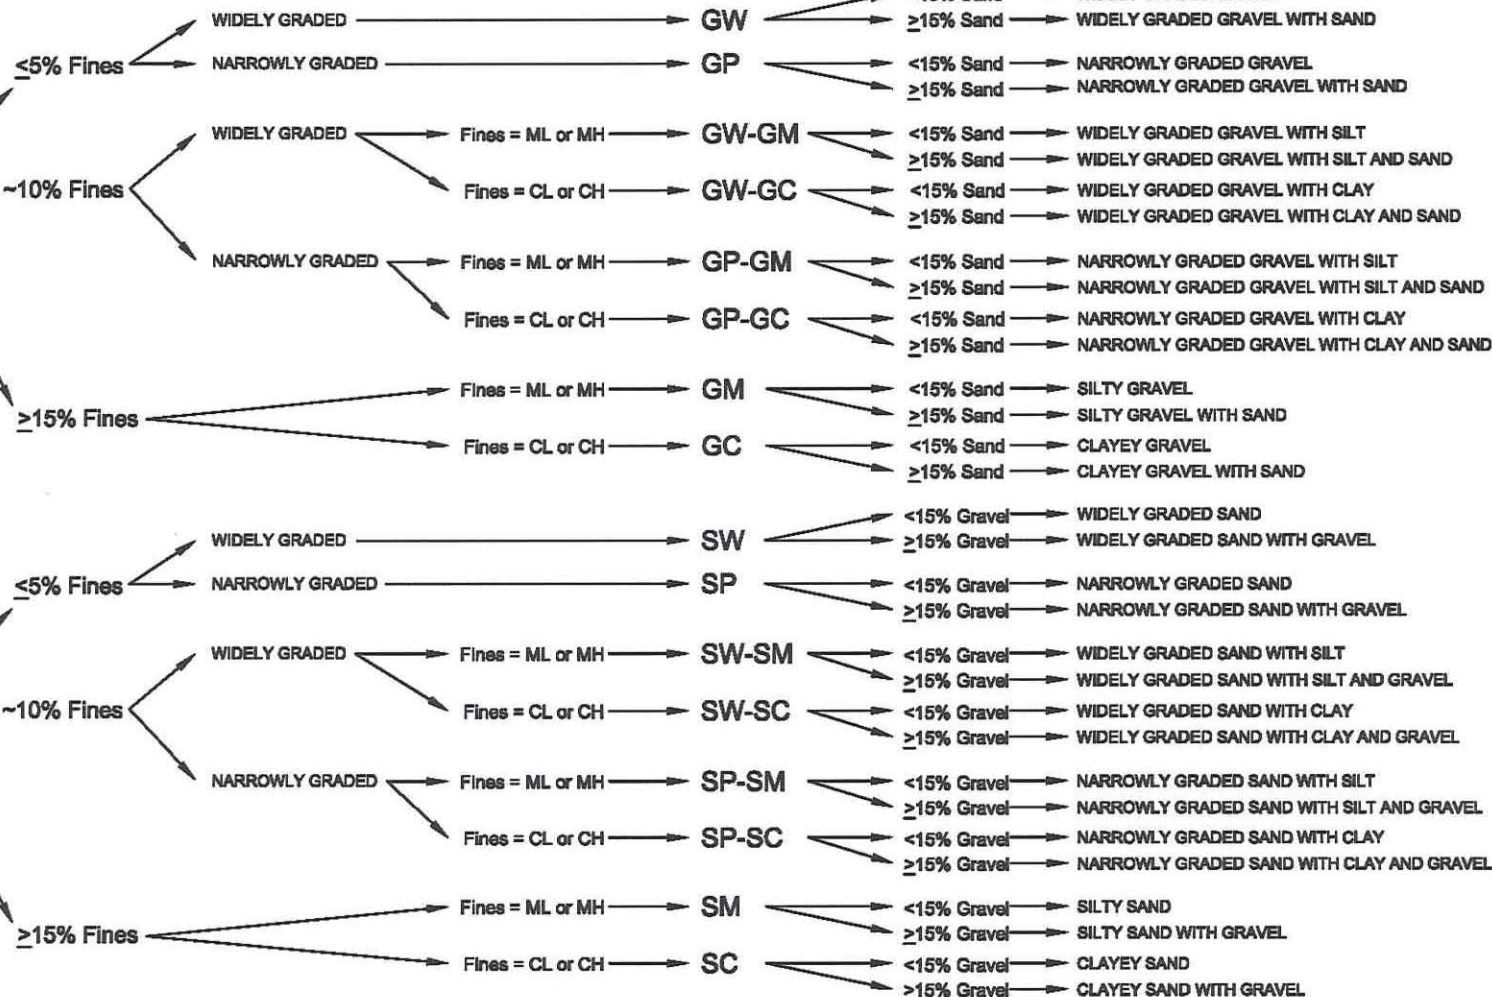 WIDELY GRADED GW ≥15% Sand WIDELY GRADED GRAVEL WITH SAND
≤5% Fines
NARROWLY GRADED GP <15% Sand NARROWLY GRADED GRAVEL
≥15% Sand NARROWLY GRADED GRAVEL WITH SAND
WIDELY GRADED Fines = ML or MH GW-GM <15% Sand WIDELY GRADED GRAVEL WITH SILT
≥15% Sand WIDELY GRADED GRAVEL WITH SILT AND SAND
~10% Fines
Fines = CL or CH GW-GC <15% Sand WIDELY GRADED GRAVEL WITH CLAY
≥15% Sand WIDELY GRADED GRAVEL WITH CLAY AND SAND
NARROWLY GRADED Fines = ML or MH GP-GM <15% Sand NARROWLY GRADED GRAVEL WITH SILT
≥15% Sand NARROWLY GRADED GRAVEL WITH SILT AND SAND
Fines = CL or CH GP-GC <15% Sand NARROWLY GRADED GRAVEL WITH CLAY
≥15% Sand NARROWLY GRADED GRAVEL WITH CLAY AND SAND
Fines = ML or MH GM <15% Sand SILTY GRAVEL
≥15% Fines
≥15% Sand SILTY GRAVEL WITH SAND
Fines = CL or CH GC <15% Sand CLAYEY GRAVEL
≥15% Sand CLAYEY GRAVEL WITH SAND
<15% Gravel WIDELY GRADED SAND
WIDELY GRADED SW ≥15% Gravel WIDELY GRADED SAND WITH GRAVEL
≤5% Fines
NARROWLY GRADED SP <15% Gravel NARROWLY GRADED SAND
≥15% Gravel NARROWLY GRADED SAND WITH GRAVEL
WIDELY GRADED Fines = ML or MH SW-SM <15% Gravel WIDELY GRADED SAND WITH SILT
≥15% Gravel WIDELY GRADED SAND WITH SILT AND GRAVEL
~10% Fines
Fines = CL or CH SW-SC <15% Gravel WIDELY GRADED SAND WITH CLAY
≥15% Gravel WIDELY GRADED SAND WITH CLAY AND GRAVEL
NARROWLY GRADED Fines = ML or MH SP-SM <15% Gravel NARROWLY GRADED SAND WITH SILT
≥15% Gravel NARROWLY GRADED SAND WITH SILT AND GRAVEL
Fines = CL or CH SP-SC <15% Gravel NARROWLY GRADED SAND WITH CLAY
≥15% Gravel NARROWLY GRADED SAND WITH CLAY AND GRAVEL
Fines = ML or MH SM <15% Gravel SILTY SAND
≥15% Fines
≥15% Gravel SILTY SAND WITH GRAVEL
Fines = CL or CH SC <15% Gravel CLAYEY SAND
≥15% Gravel CLAYEY SAND WITH GRAVEL